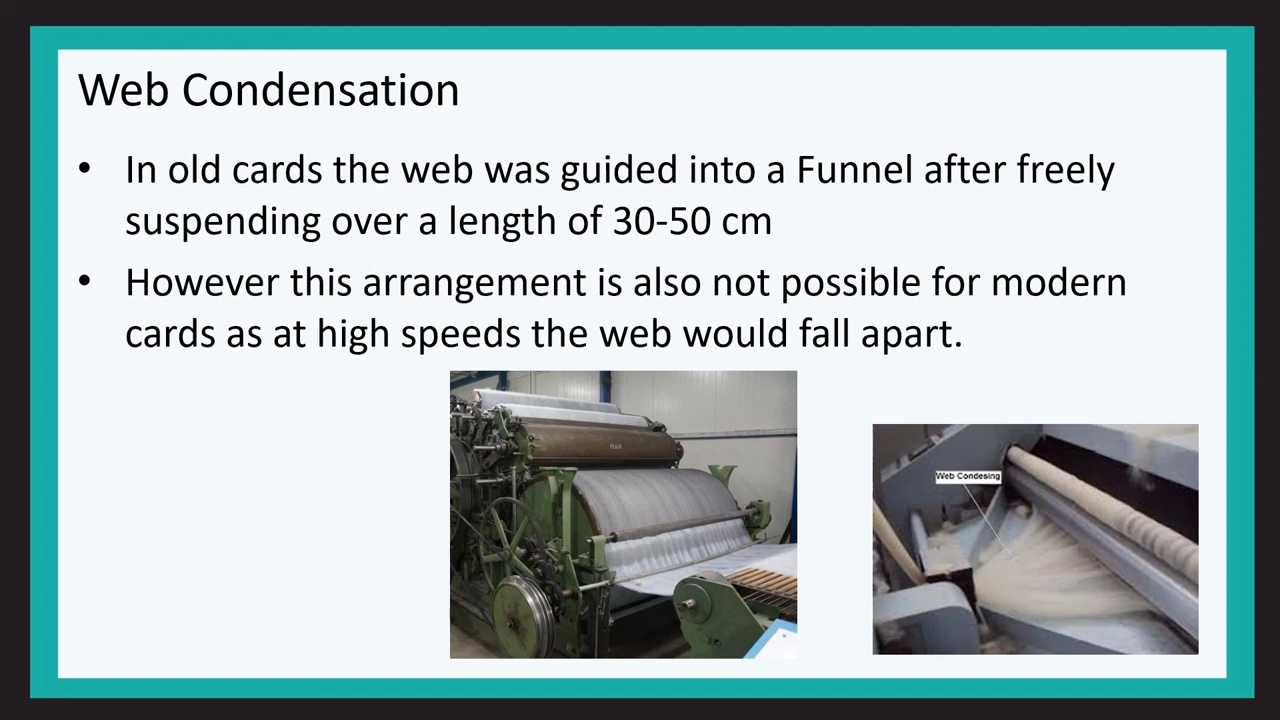 Web Condensation
• In old cards the web was guided into a Funnel after freely
suspending over a length of 30-50 cm
• However this arrangement is also not possible for modern
cards as at high speeds the web would fall apart.
MAK
Web Condesing